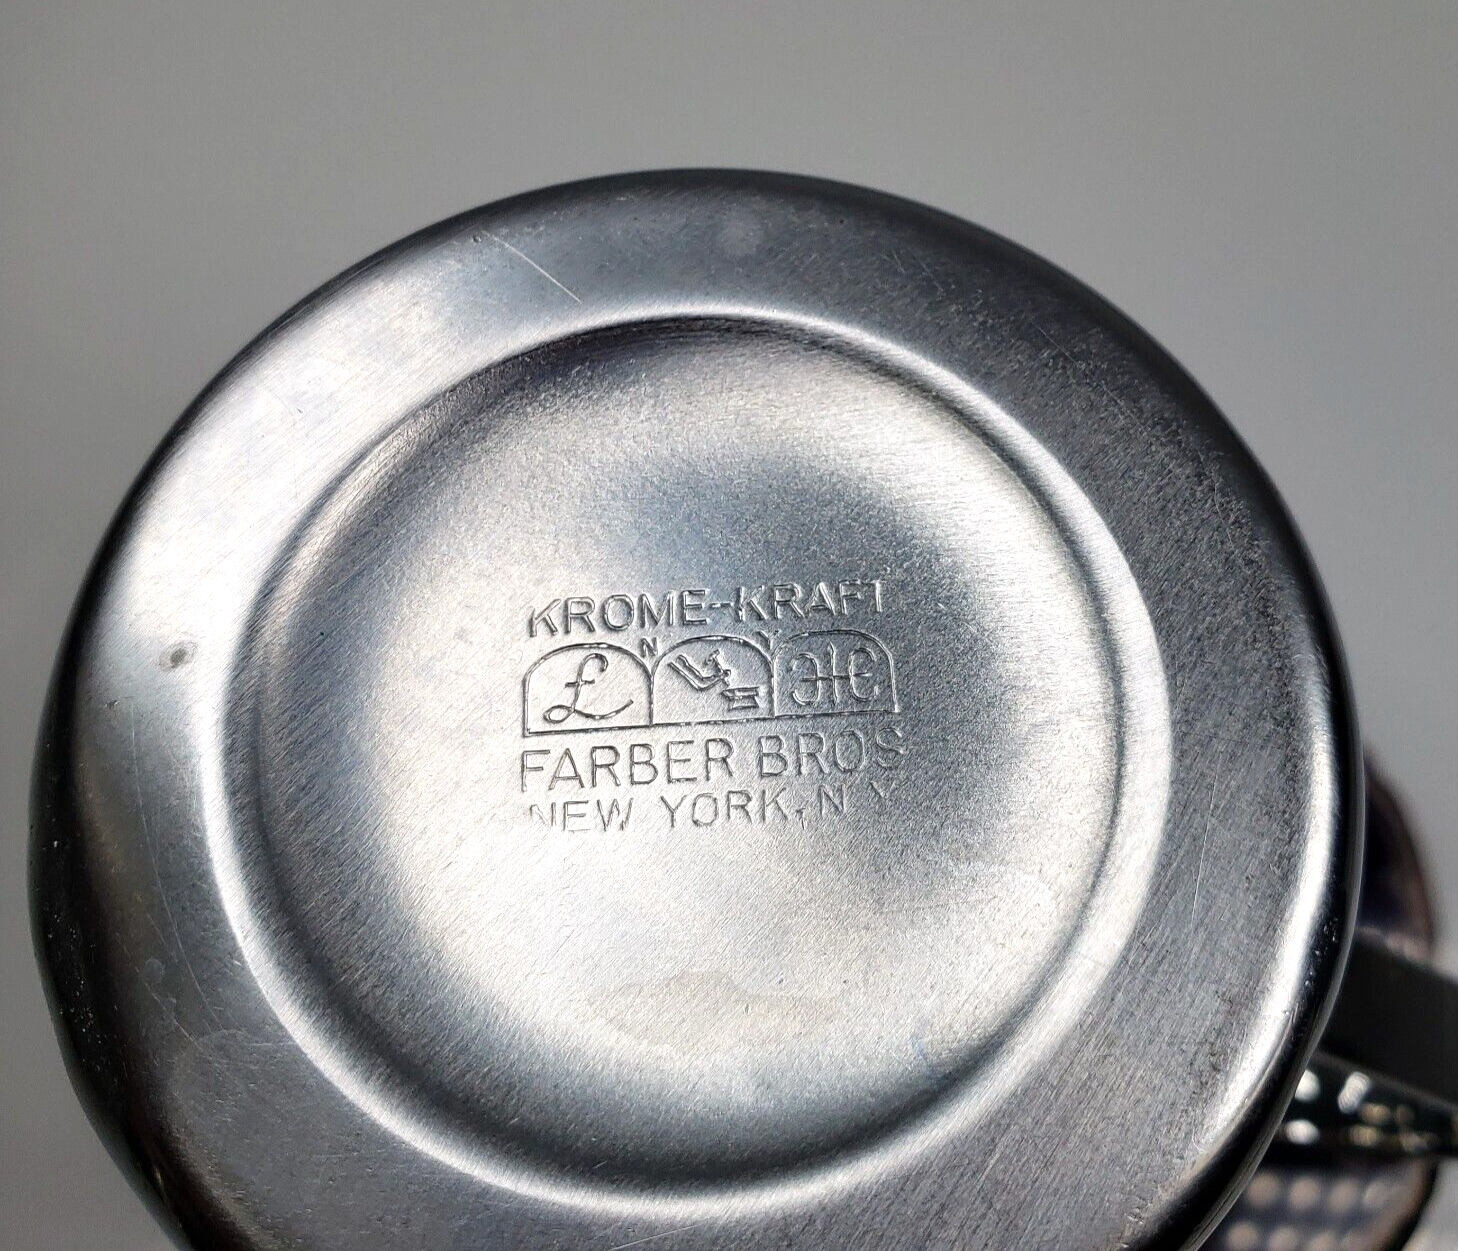 KROME-KRAFT
N Y
FARBER BROS
NEW YORK, N Y